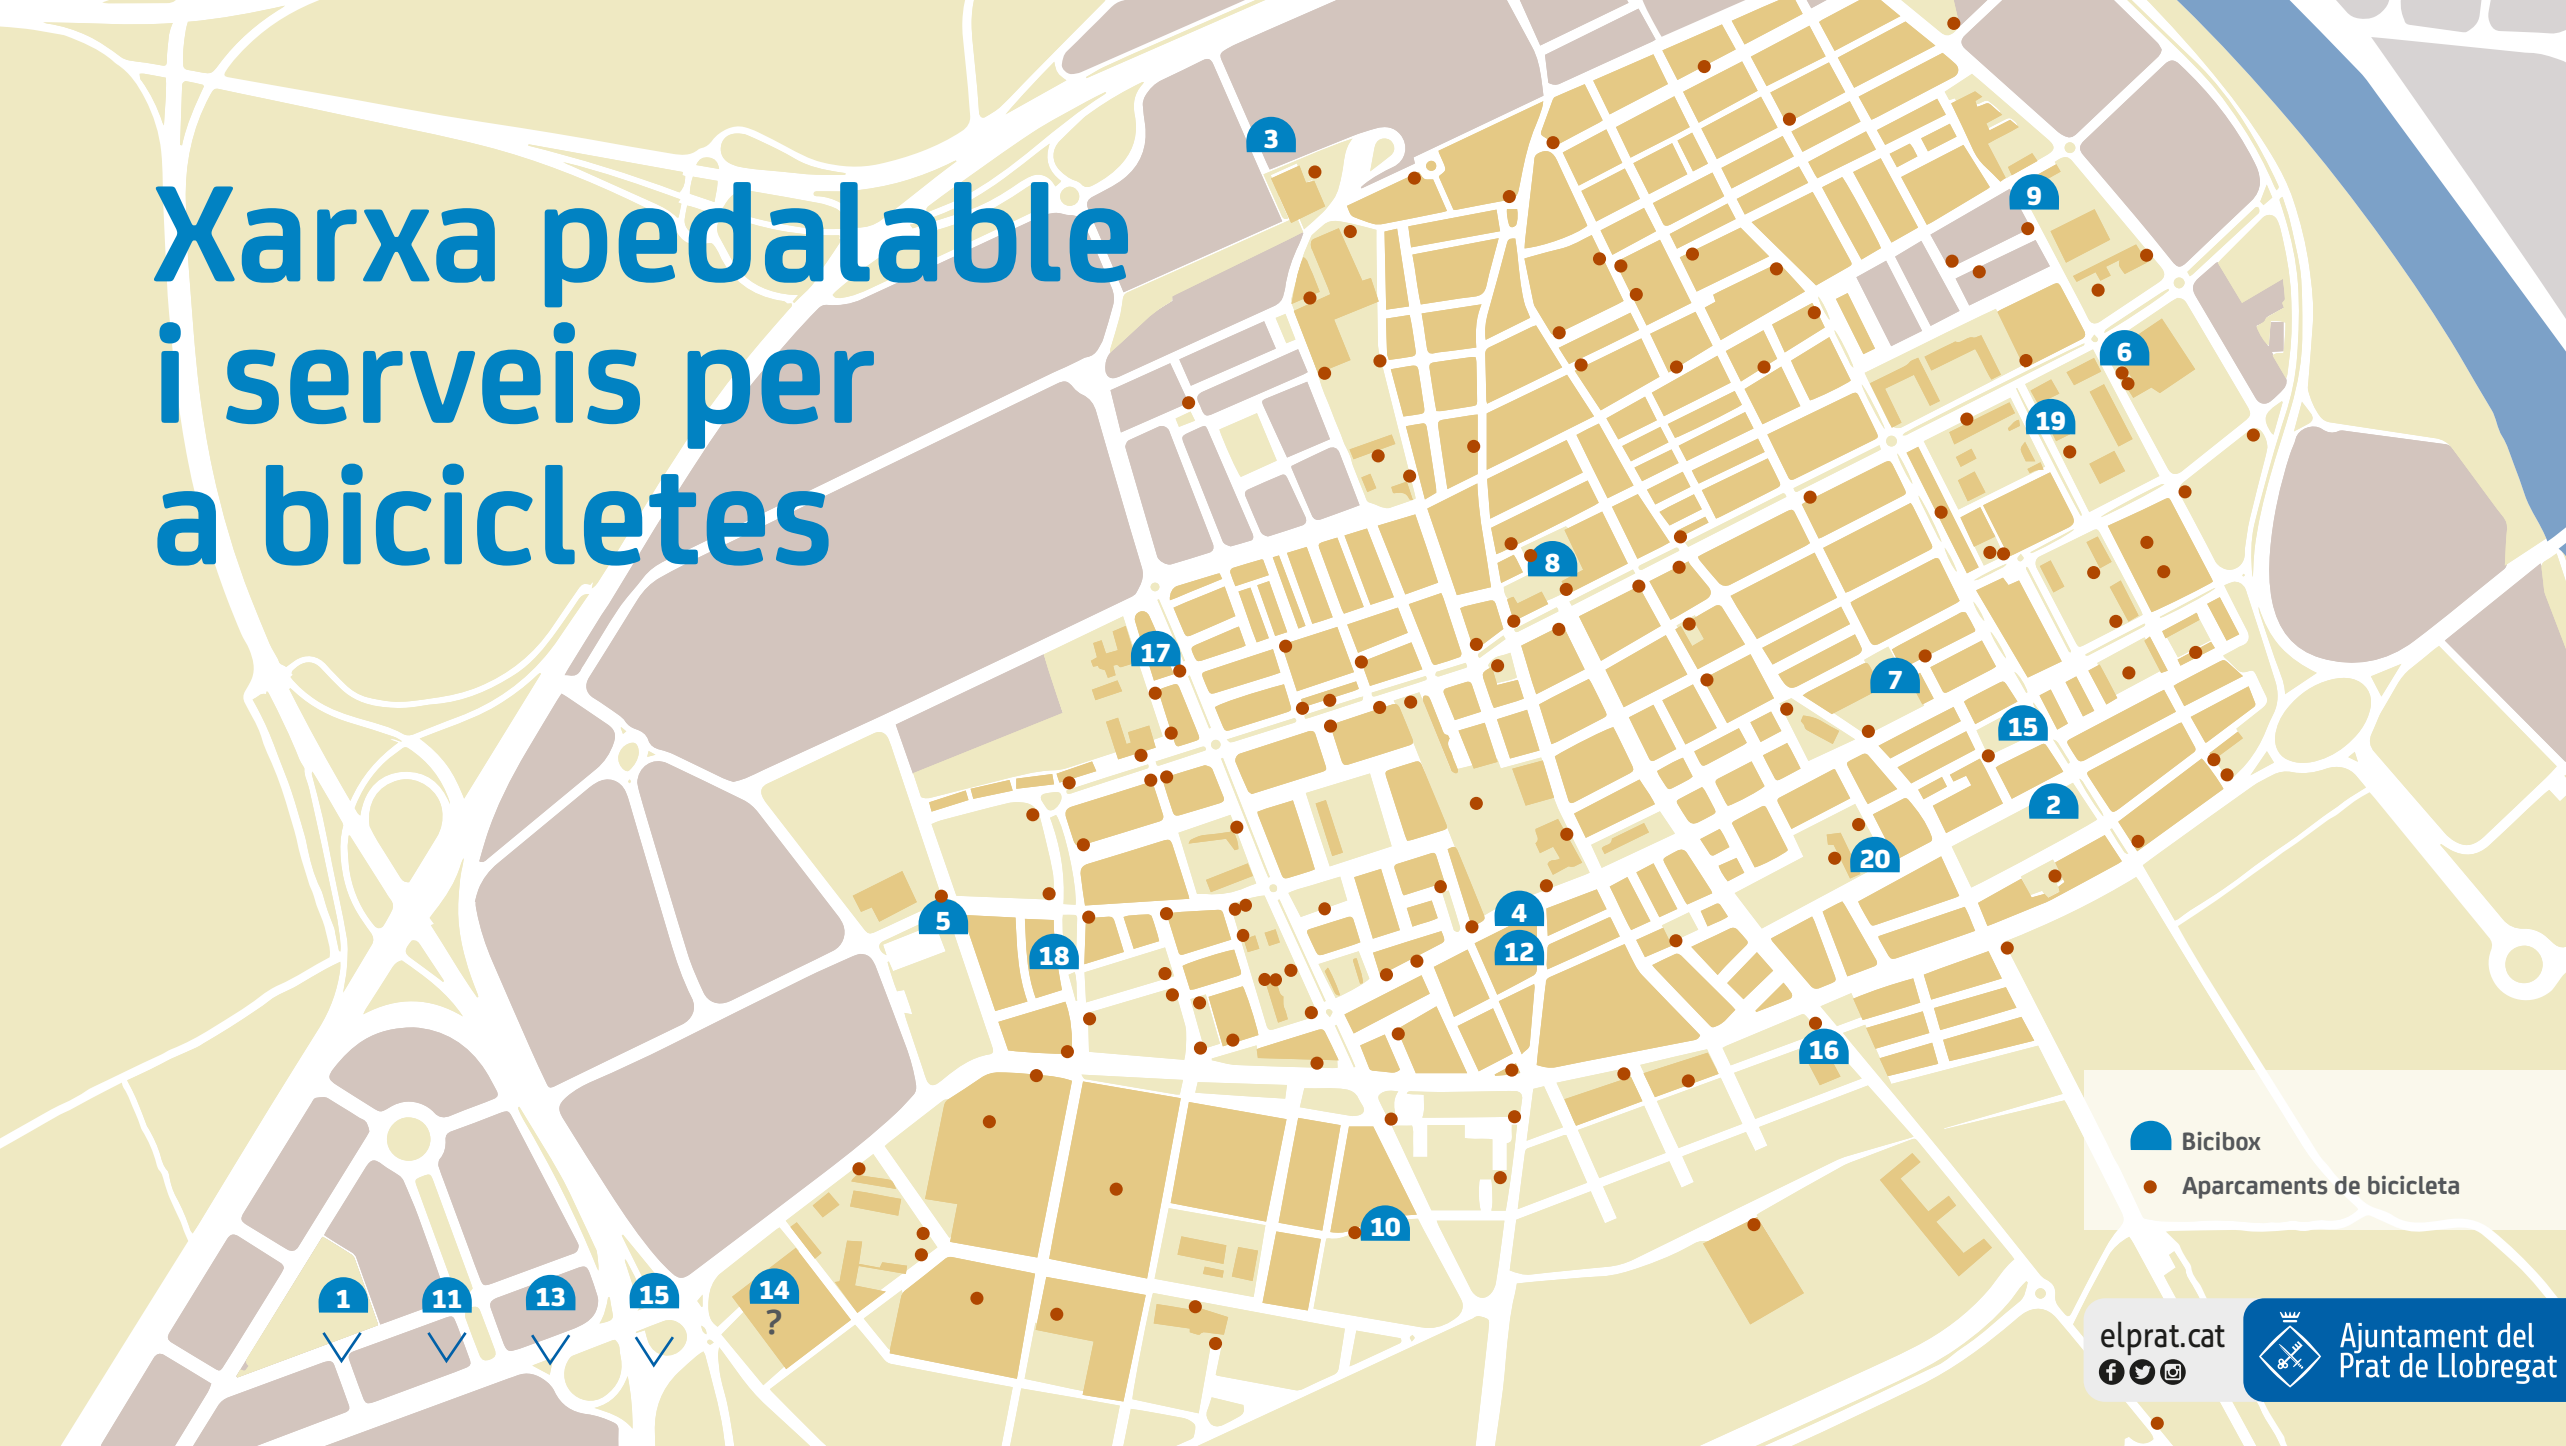 Xarxa pedalable
i serveis per
a bicicletes
3
9
6
19
8
17
7
15
2
20
5
4
18
12
16
10
1
11
13
15
14
?
Bicibox
Aparcaments de bicicleta
elprat.cat
Ajuntament del
Prat de Llobregat